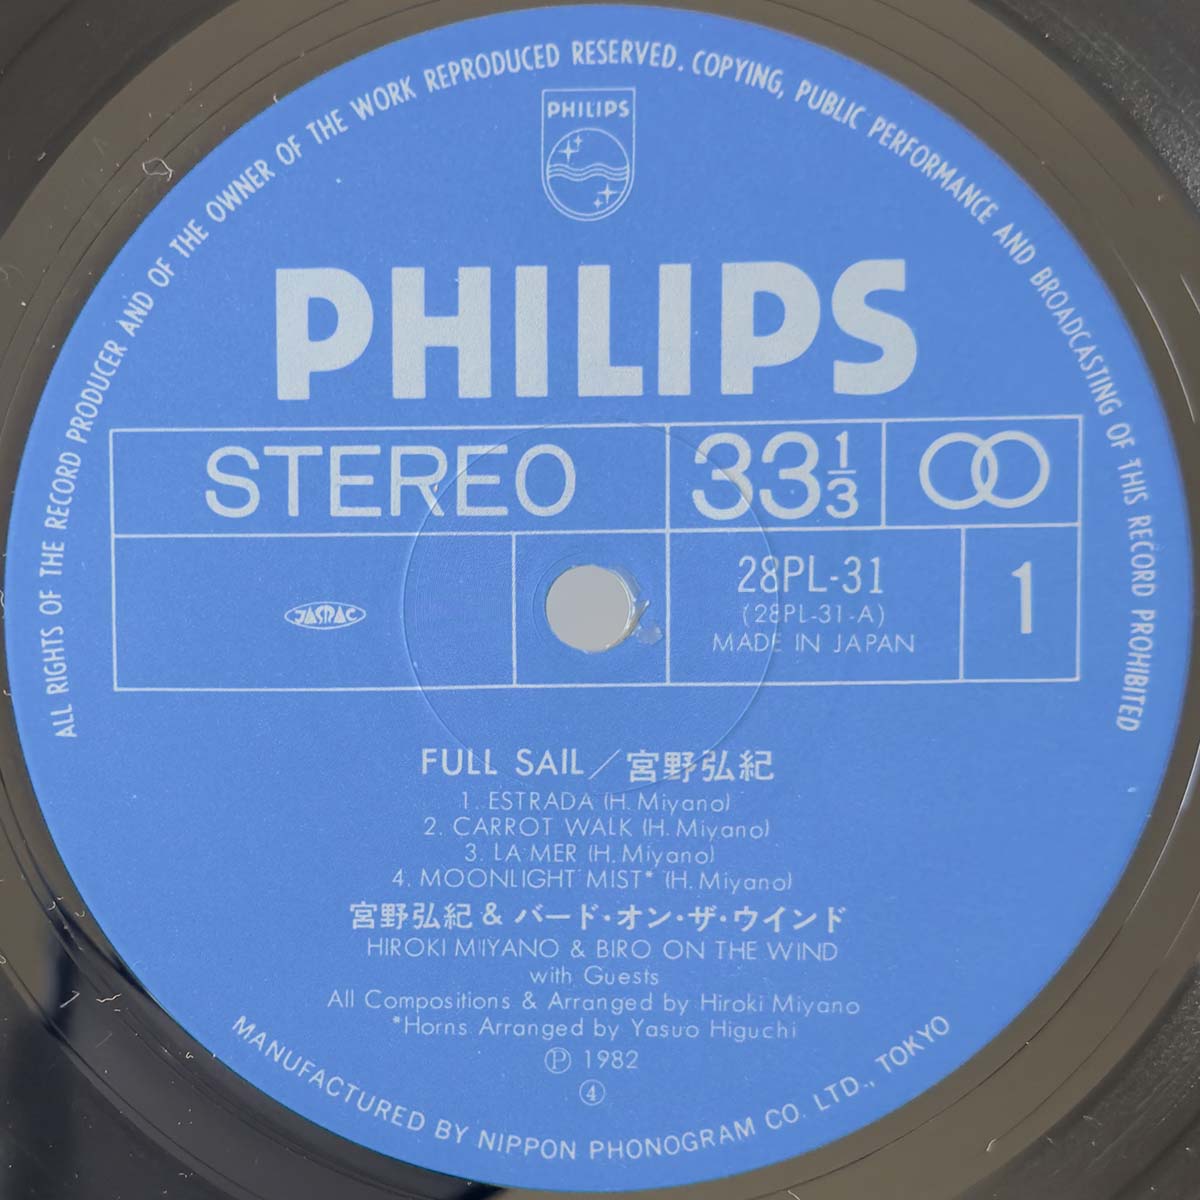 ALL RIGHTS OF THE RECORD PRODUCER AND OF THE OWNER OF THE WORK REPRODUCED RESERVED. COPYING, PUBLIC PERFORMANCE AND BROADCASTING OF THIS RECORD PROHIBITED
PHILIPS
PHILIPS
STEREO 33 1/3
JASRAC
28PL-31 1
(28PL-31-A)
MADE IN JAPAN
FULL SAIL/宮野弘紀
1. ESTRADA (H. Miyano)
2. CARROT WALK (H. Miyano)
3. LA MER (H. Miyano)
4. MOONLIGHT MIST* (H. Miyano)
宮野弘紀 & バード・オン・ザ・ウインド
HIROKI MIYANO & BIRD ON THE WIND
with Guests
All Compositions & Arranged by Hiroki Miyano
*Horns Arranged by Yasuo Higuchi
Ⓟ 1982
④
MANUFACTURED BY NIPPON PHONOGRAM CO. LTD., TOKYO